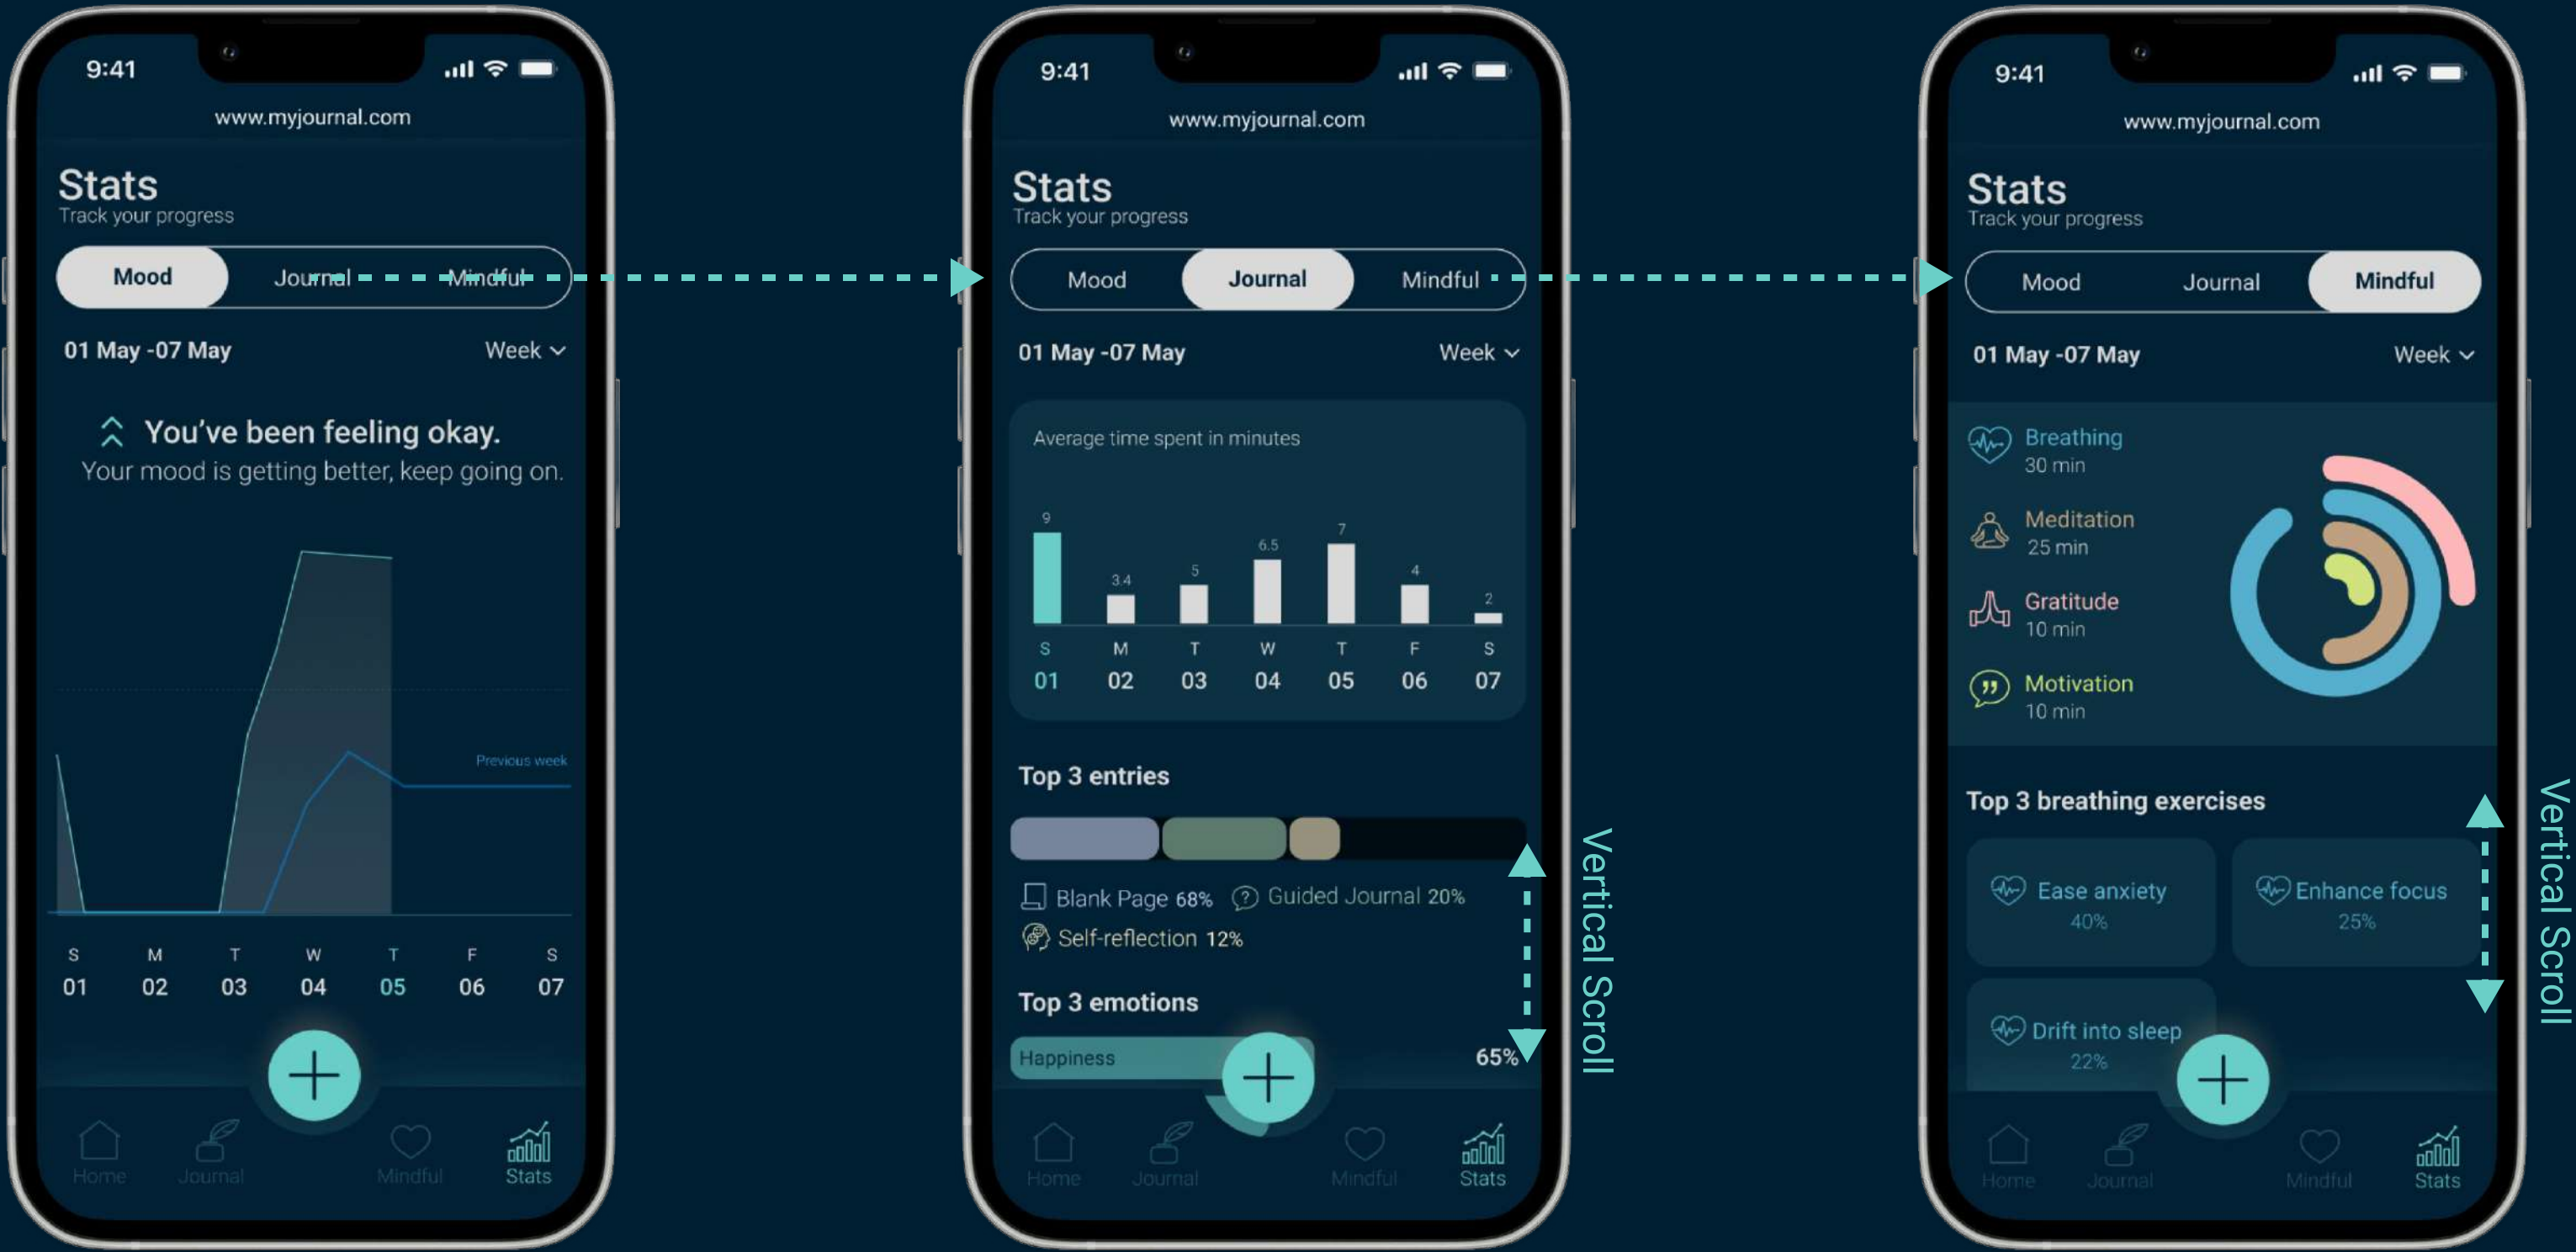 9:41
www.myjournal.com
Stats
Track your progress
Mood Journal Mindful
01 May -07 May Week
You've been feeling okay.
Your mood is getting better, keep going on.
Previous week
S M T W T F S
01 02 03 04 05 06 07
Home Journal Mindful Stats
9:41
www.myjournal.com
Stats
Track your progress
Mood Journal Mindful
01 May -07 May Week
Average time spent in minutes
9 3.4 5 6.5 7 4 2
S M T W T F S
01 02 03 04 05 06 07
Top 3 entries
Blank Page 68% Guided Journal 20%
Self-reflection 12%
Top 3 emotions
Happiness 65%
Home Journal Mindful Stats
Vertical Scroll
9:41
www.myjournal.com
Stats
Track your progress
Mood Journal Mindful
01 May -07 May Week
Breathing
30 min
Meditation
25 min
Gratitude
10 min
Motivation
10 min
Top 3 breathing exercises
Ease anxiety
40%
Enhance focus
25%
Drift into sleep
22%
Home Journal Mindful Stats
Vertical Scroll